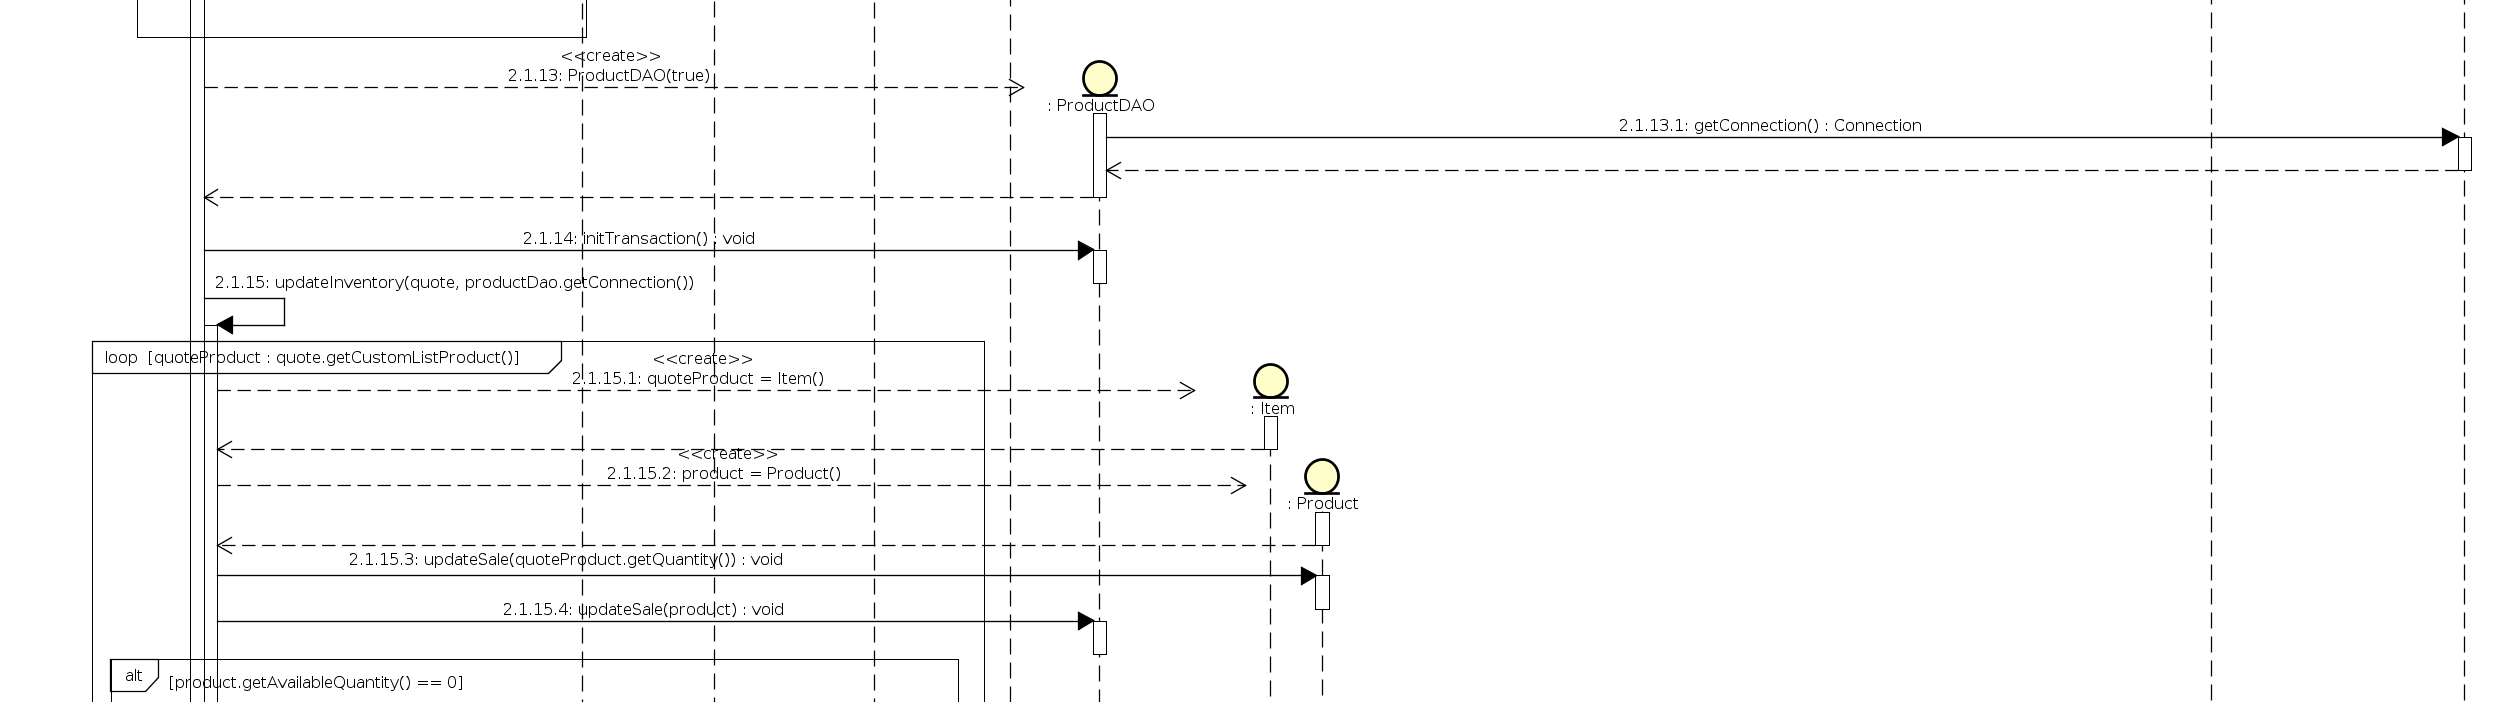 <<create>>
2.1.13: ProductDAO(true)
: ProductDAO
2.1.13.1: getConnection() : Connection
2.1.14: initTransaction() : void
2.1.15: updateInventory(quote, productDao.getConnection())
loop  [quoteProduct : quote.getCustomListProduct()]
<<create>>
2.1.15.1: quoteProduct = Item()
: Item
<<create>>
2.1.15.2: product = Product()
: Product
2.1.15.3: updateSale(quoteProduct.getQuantity()) : void
2.1.15.4: updateSale(product) : void
alt
[product.getAvailableQuantity() == 0]